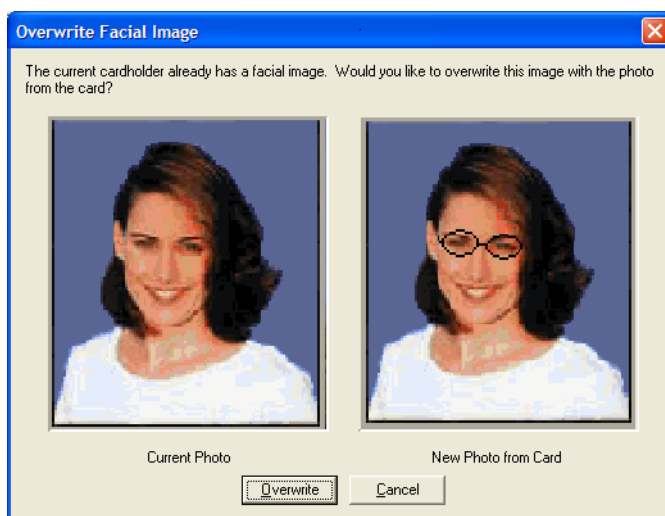 Overwrite Facial Image
The current cardholder already has a facial image.  Would you like to overwrite this image with the photo
from the card?
Current Photo
New Photo from Card
Overwrite
Cancel